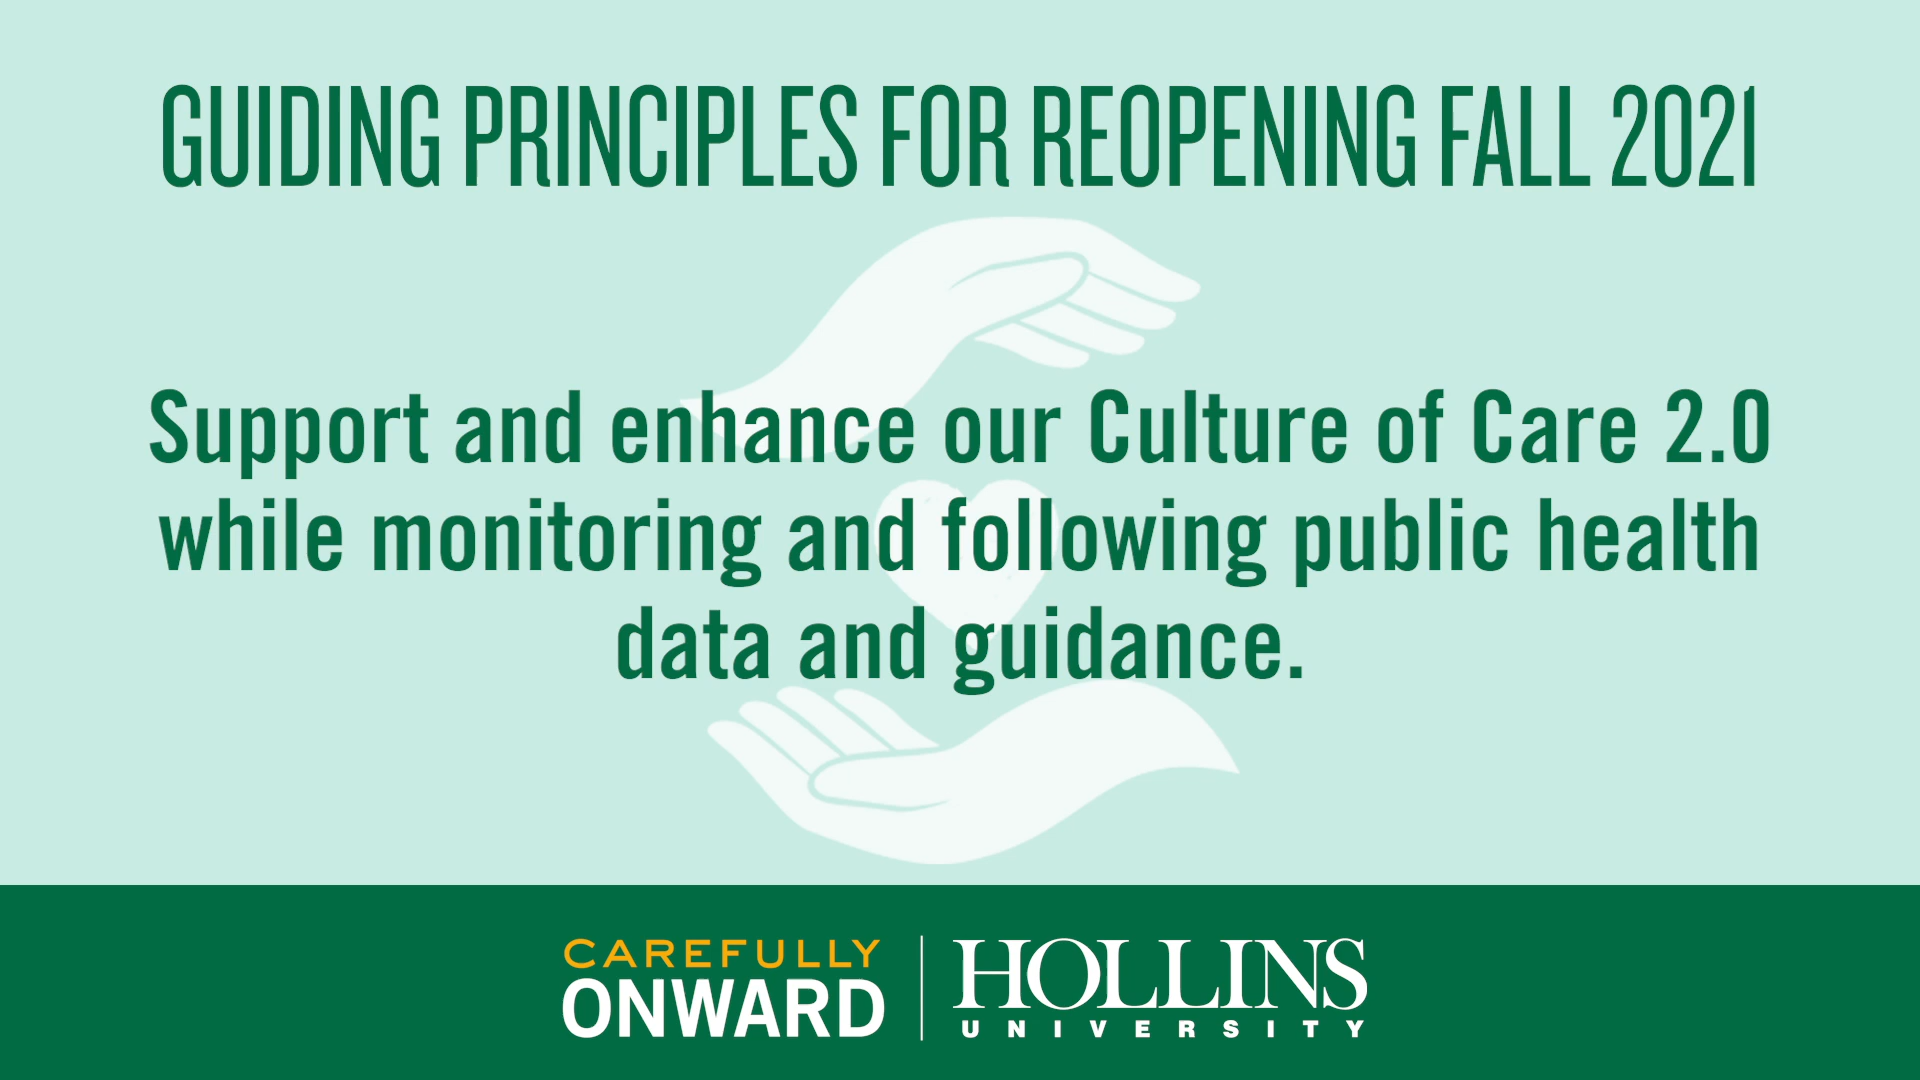 GUIDING PRINCIPLES FOR REOPENING FALL 2021
Support and enhance our Culture of Care 2.0
while monitoring and following public health
data and guidance.
CAREFULLY
ONWARD
HOLLINS
UNIVERSITY